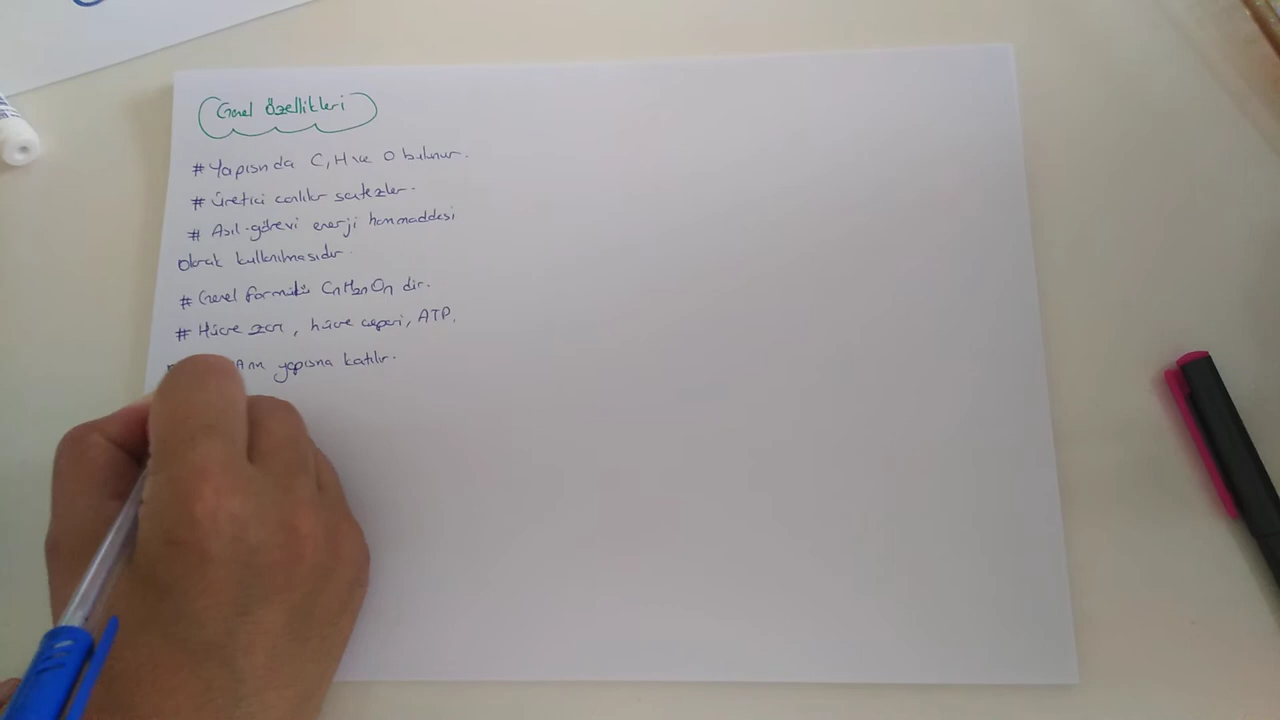 Genel Özellikleri
# Yapısında C, H ve O bulunur.
# Üretici canlılar sentezler.
# Asıl görevi enerji hammaddesi
olarak kullanılmasıdır.
# Genel formülü CnH2nOn dir.
# Hücre zarı, hücre çeperi, ATP,
yapısına katılır.